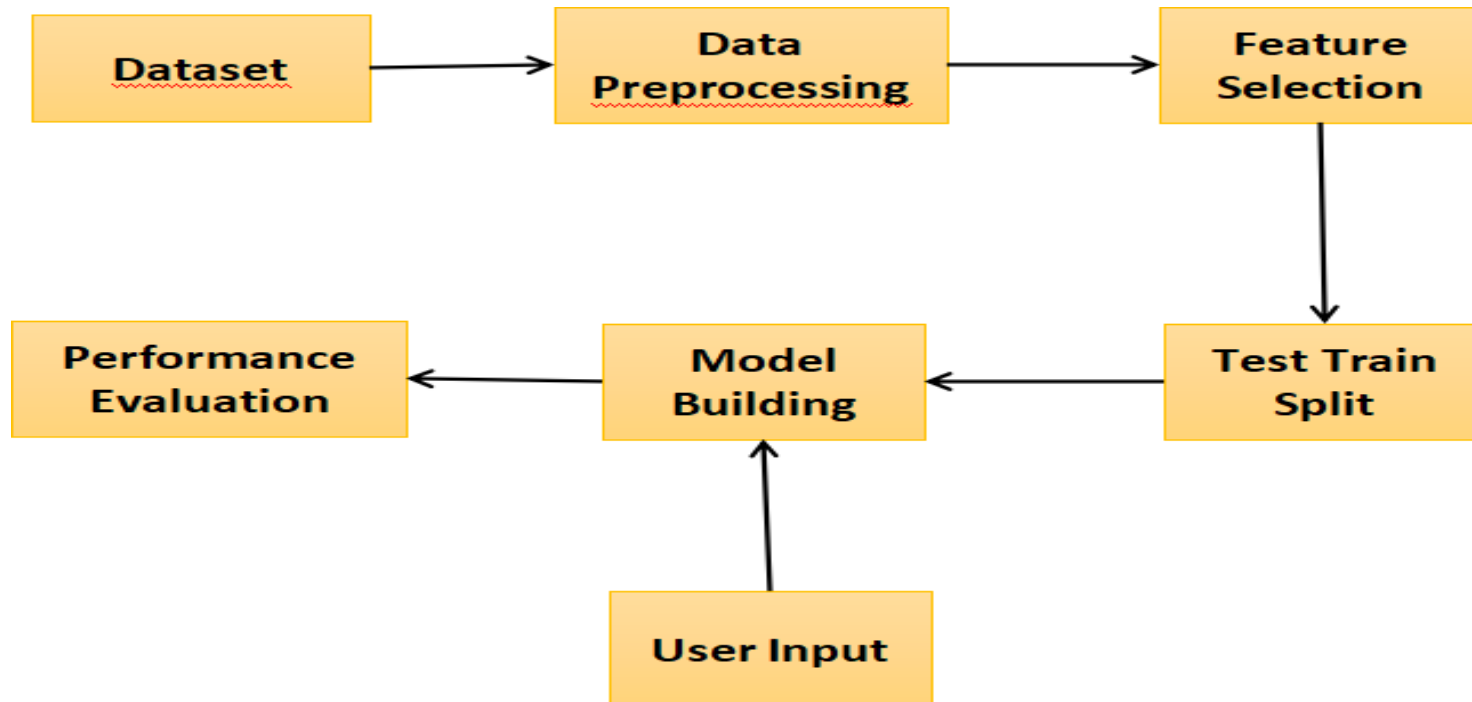 Dataset
Data
Preprocessing
Feature
Selection
Performance
Evaluation
Model
Building
Test Train
Split
User Input